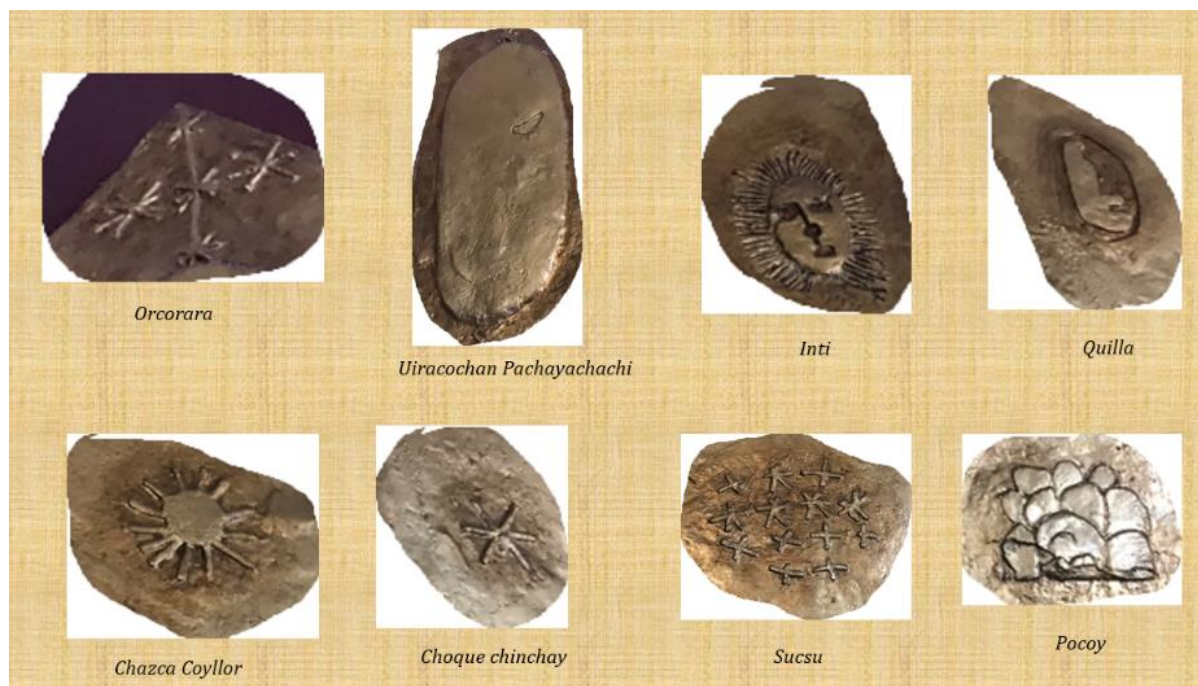 Orcorara
Uiracochan Pachayachachi
Inti
Quilla
Chazca Coyllor
Choque chinchay
Sucsu
Pocoy